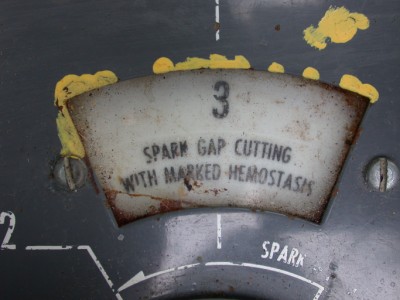 3
SPARK GAP CUTTING
WITH MARKED HEMOSTASIS
2
SPARK